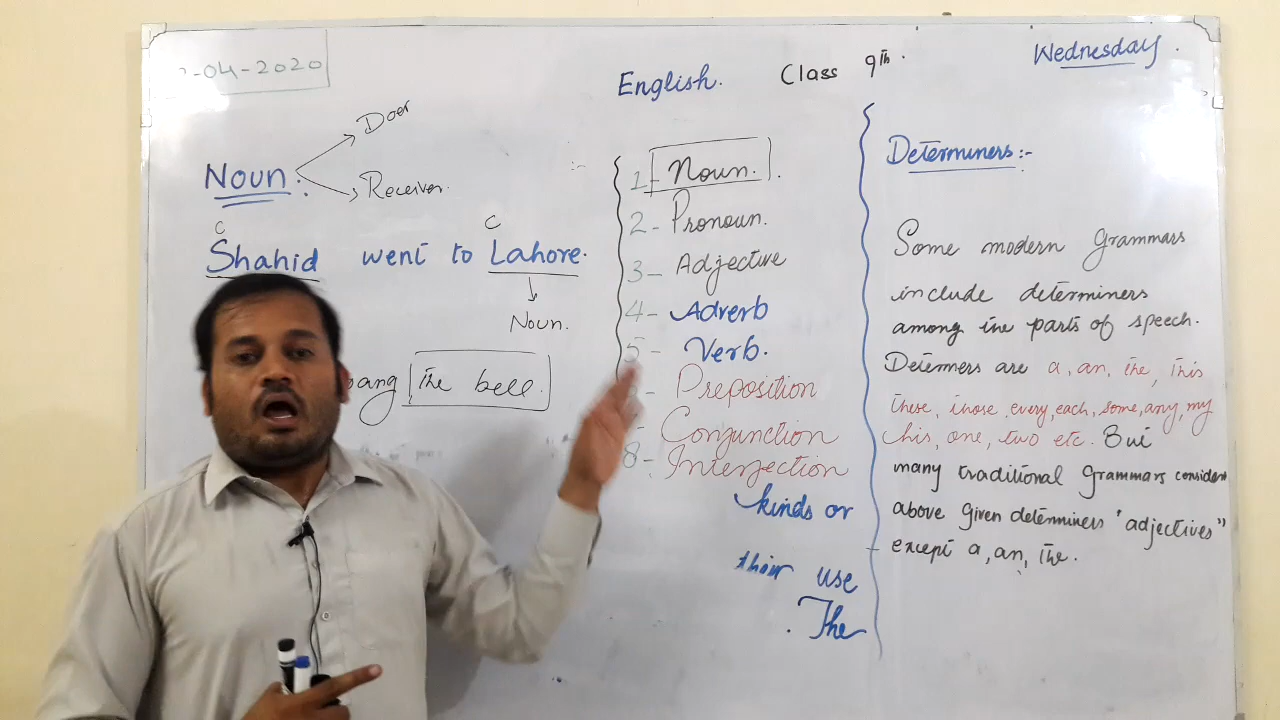 -04-2020
English.
Class 9th.
Wednesday.
Noun:
Doer
Receiver.
C
C
Shahid went to Lahore.
Noun.
bang the bell.
1- Noun.
2- Pronoun.
3- Adjective
4- Adverb
5- Verb.
- Preposition
- Conjunction
8- Interjection
kinds or
their use
. The
Determiners:-
Some modern Grammars
include determiners
among the parts of speech.
Determers are a, an, the, this
these, those, every, each, some, any, my
his, one, two etc. But
many traditional grammars consider
above given determiners "adjectives"
except a, an, the.